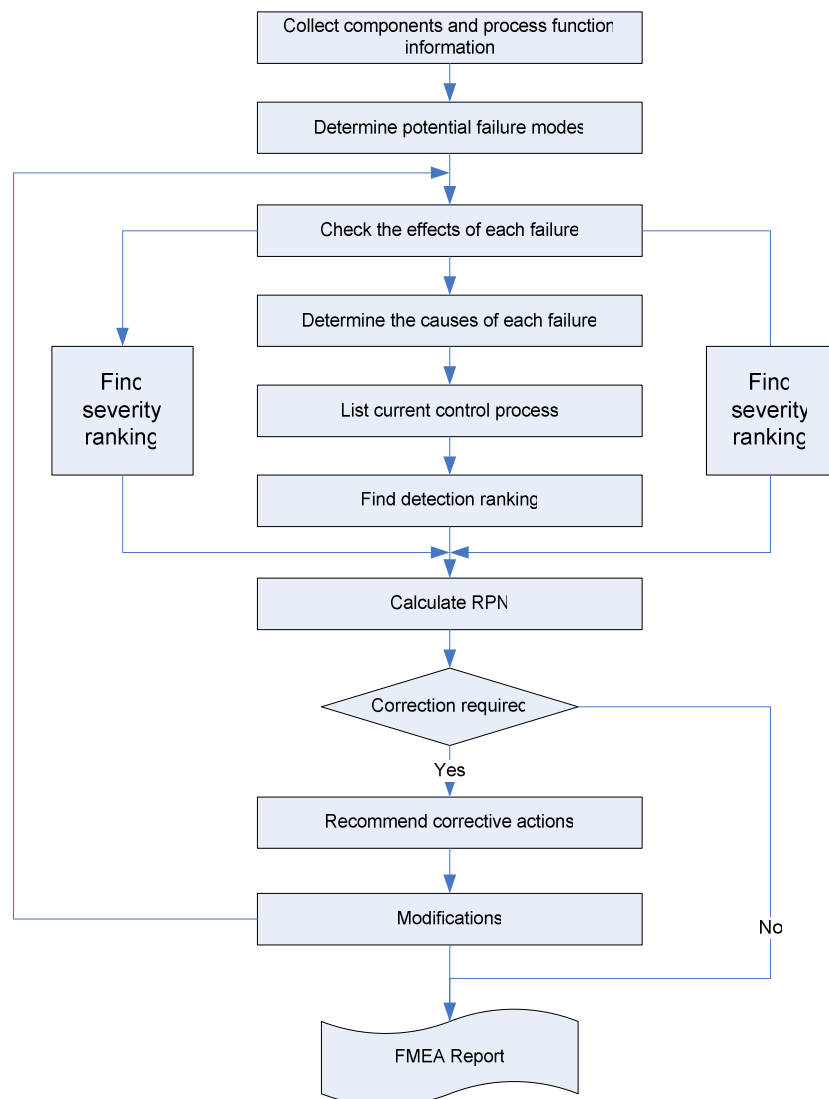 Collect components and process function
information
Determine potential failure modes
Check the effects of each failure
Determine the causes of each failure
Find
severity
ranking
List current control process
Find
severity
ranking
Find detection ranking
Calculate RPN
Correction required
Yes
Recommend corrective actions
Modifications
No
FMEA Report